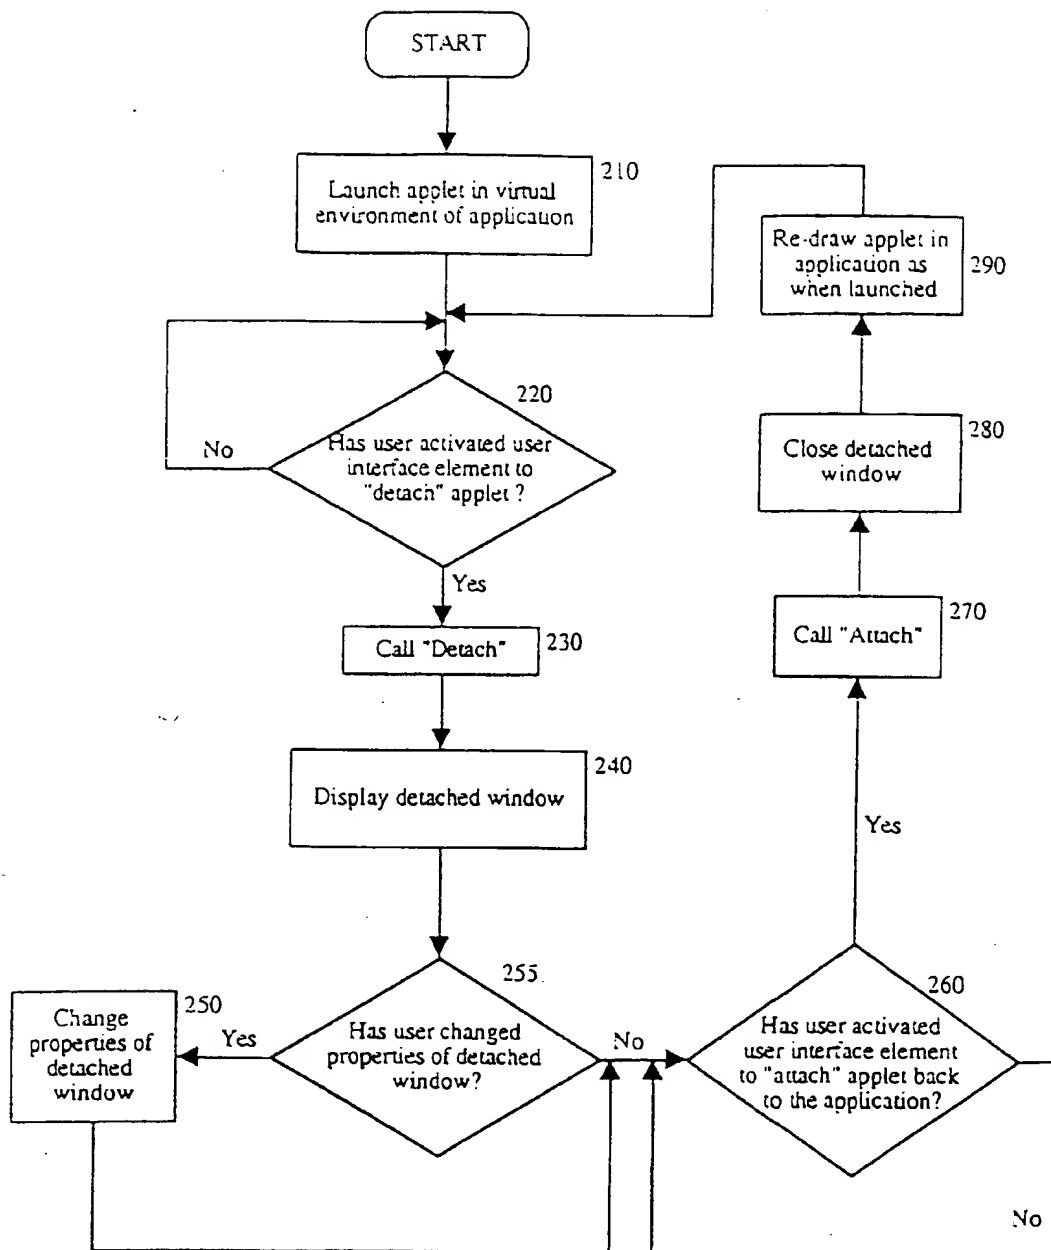 START
Launch applet in virtual
environment of application
210
Re-draw applet in
application as
when launched
290
220
Has user activated user
interface element to
"detach" applet ?
No
Yes
Close detached
window
280
Call "Detach"
230
Call "Attach"
270
Display detached window
240
Yes
255
Has user changed
properties of detached
window?
Yes
No
250
Change
properties of
detached
window
260
Has user activated
user interface element
to "attach" applet back
to the application?
No